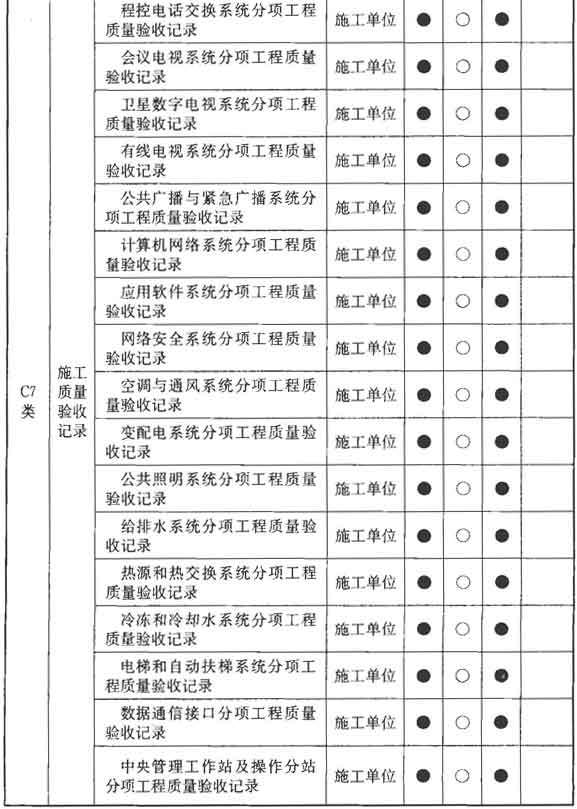 程控电话交换系统分项工程
质量验收记录
施工单位 ● ○ ●
会议电视系统分项工程质量
验收记录
施工单位 ● ○ ●
卫星数字电视系统分项工程
质量验收记录
施工单位 ● ○ ●
有线电视系统分项工程质量
验收记录
施工单位 ● ○ ●
公共广播与紧急广播系统分
项工程质量验收记录
施工单位 ● ○ ●
计算机网络系统分项工程质
量验收记录
施工单位 ● ○ ●
应用软件系统分项工程质量
验收记录
施工单位 ● ○ ●
网络安全系统分项工程质量
验收记录
施工单位 ● ○ ●
C7
类
施工
质量
验收
记录
空调与通风系统分项工程质
量验收记录
施工单位 ● ○ ●
变配电系统分项工程质量验
收记录
施工单位 ● ○ ●
公共照明系统分项工程质量
验收记录
施工单位 ● ○ ●
给排水系统分项工程质量验
收记录
施工单位 ● ○ ●
热源和热交换系统分项工程
质量验收记录
施工单位 ● ○ ●
冷冻和冷却水系统分项工程
质量验收记录
施工单位 ● ○ ●
电梯和自动扶梯系统分项工
程质量验收记录
施工单位 ● ○ ●
数据通信接口分项工程质量
验收记录
施工单位 ● ○ ●
中央管理工作站及操作分站
分项工程质量验收记录
施工单位 ● ○ ●